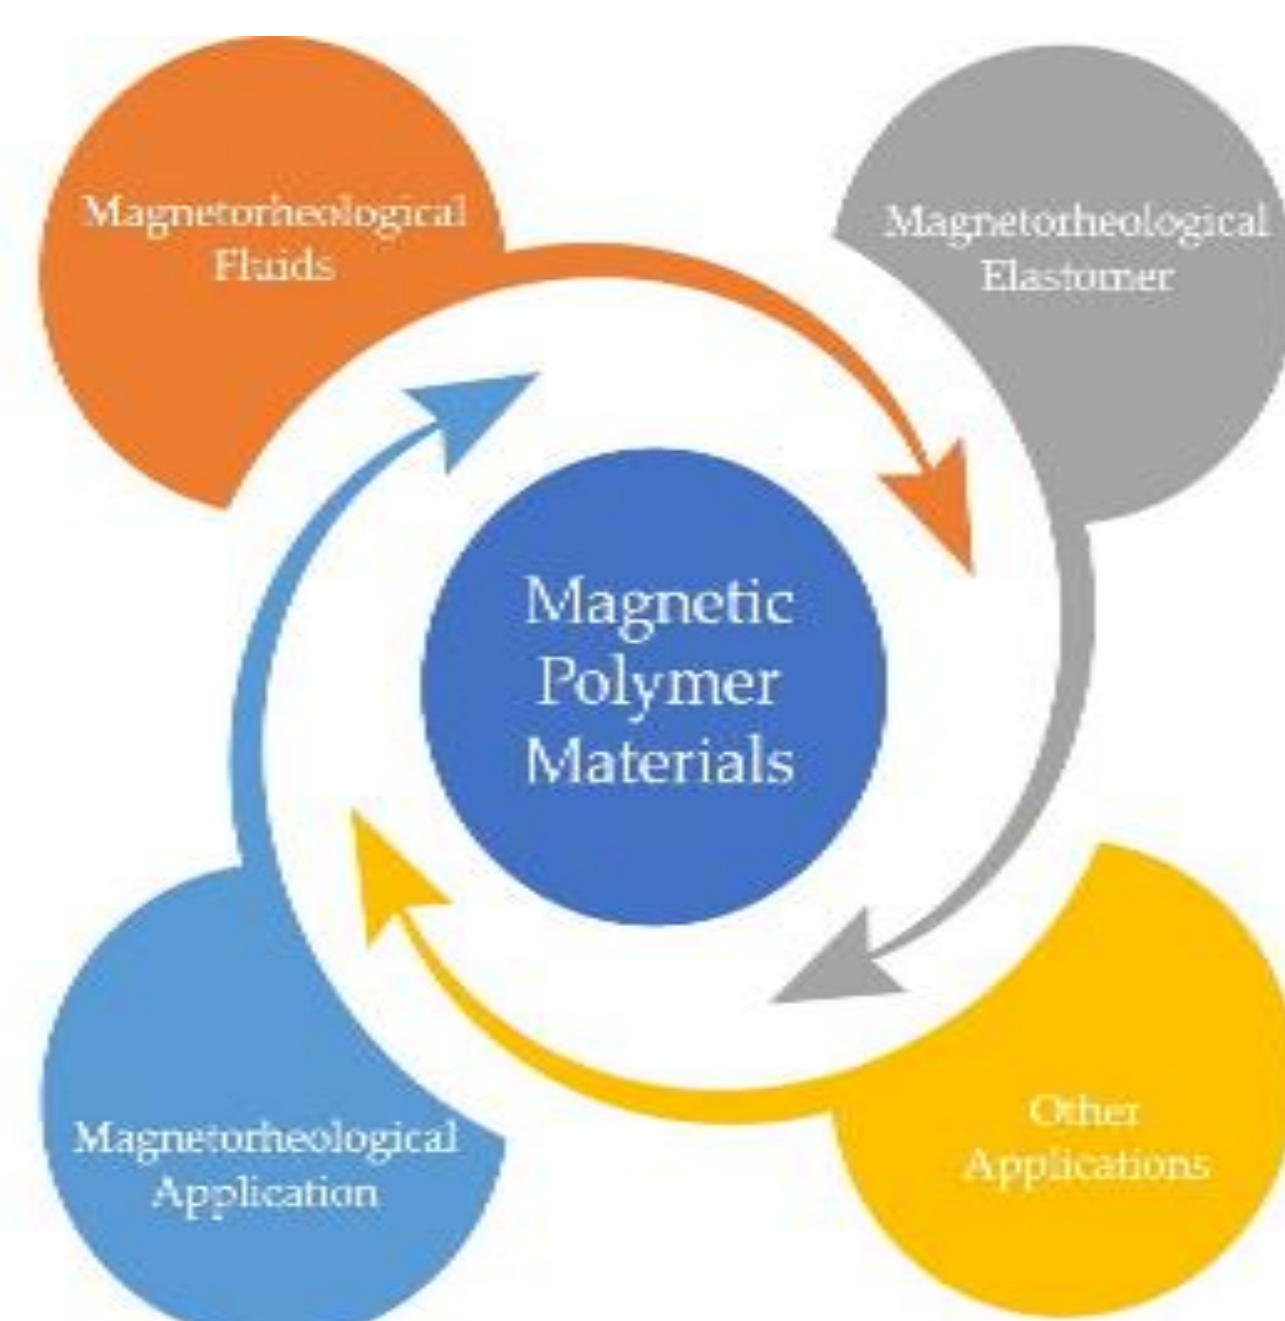 Magnetorheological
Fluids
Magnetorheological
Elastomer
Magnetic
Polymer
Materials
Magnetorheological
Application
Other
Applications